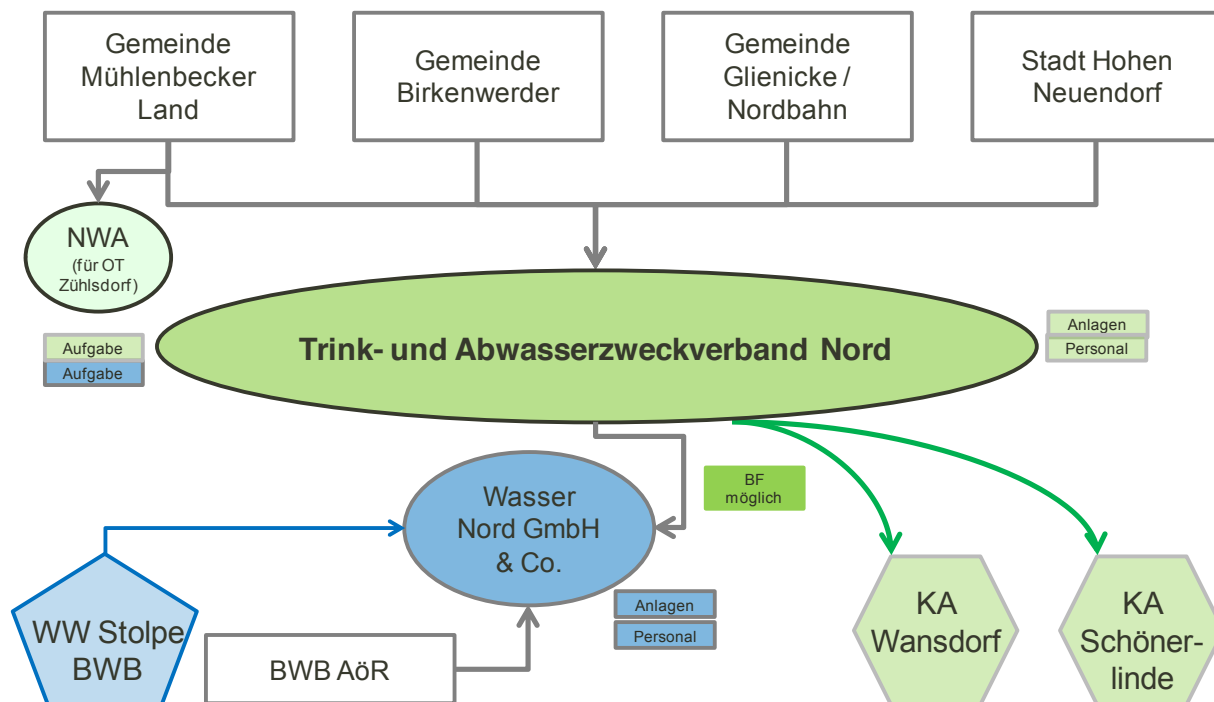 Gemeinde
Mühlenbecker
Land
Gemeinde
Birkenwerder
Gemeinde
Glienicke /
Nordbahn
Stadt Hohen
Neuendorf
NWA
(für OT
Zühlsdorf)
Aufgabe
Aufgabe
Trink- und Abwasserzweckverband Nord
Anlagen
Personal
BF
möglich
Wasser
Nord GmbH
& Co.
Anlagen
Personal
WW Stolpe
BWB
BWB AöR
KA
Wansdorf
KA
Schöner-
linde